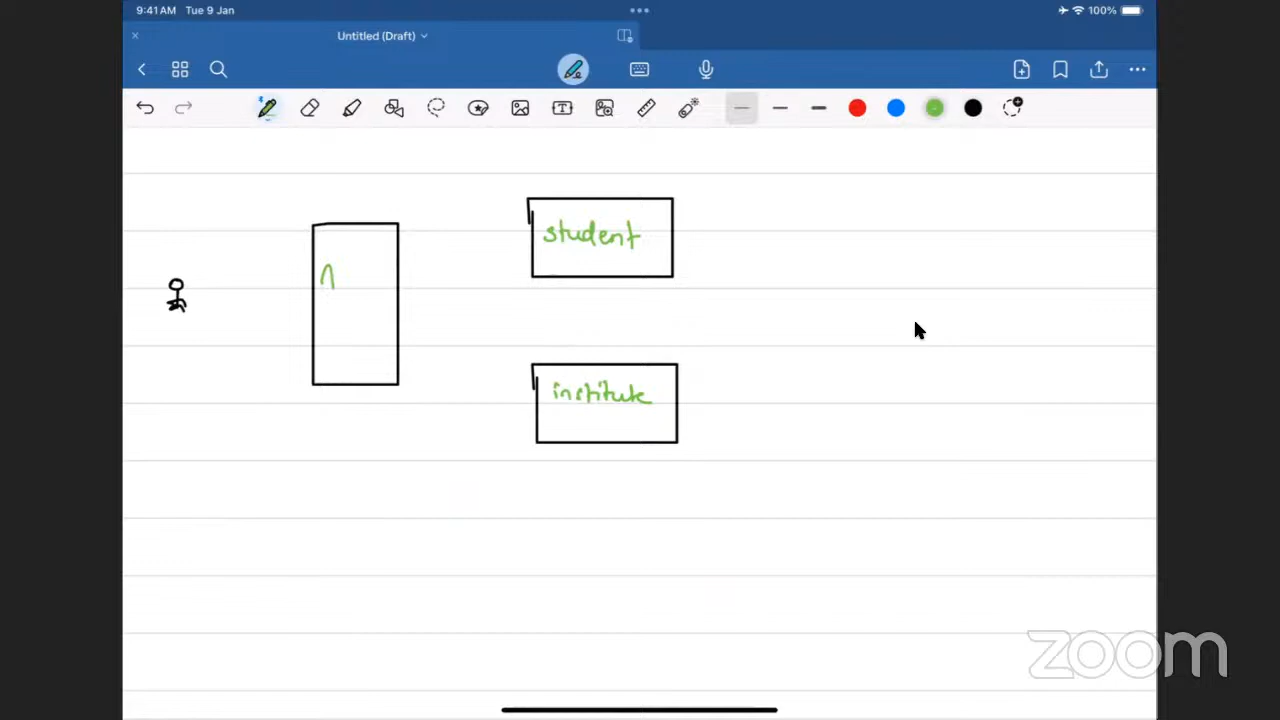 9:41 AM Tue 9 Jan
100%
Untitled (Draft)
student
institute
zoom